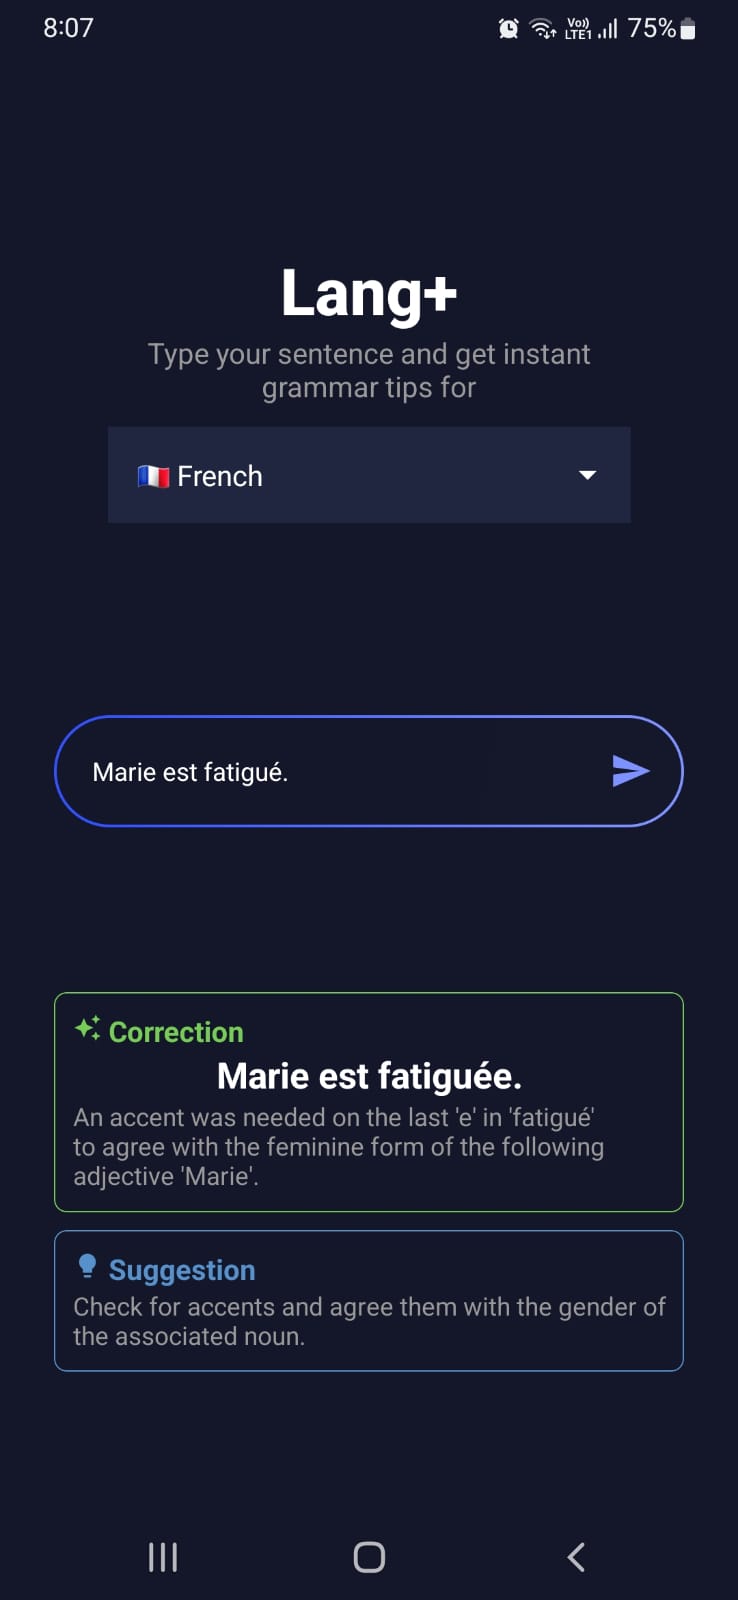 8:07
Vo))
LTE1
75%
Lang+
Type your sentence and get instant
grammar tips for
🇫🇷 French
Marie est fatigué.
Correction
Marie est fatiguée.
An accent was needed on the last 'e' in 'fatigué'
to agree with the feminine form of the following
adjective 'Marie'.
Suggestion
Check for accents and agree them with the gender of
the associated noun.